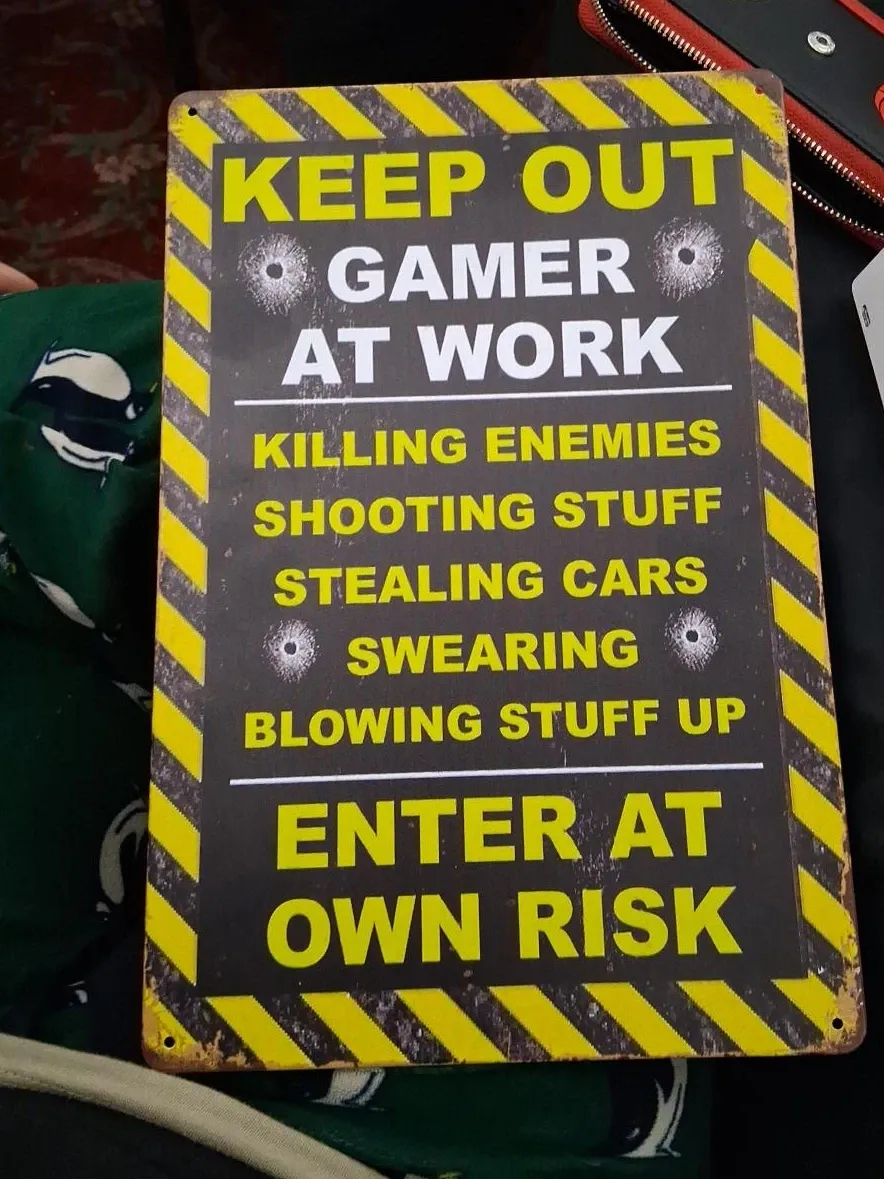 KEEP OUT
GAMER
AT WORK
KILLING ENEMIES
SHOOTING STUFF
STEALING CARS
SWEARING
BLOWING STUFF UP
ENTER AT
OWN RISK